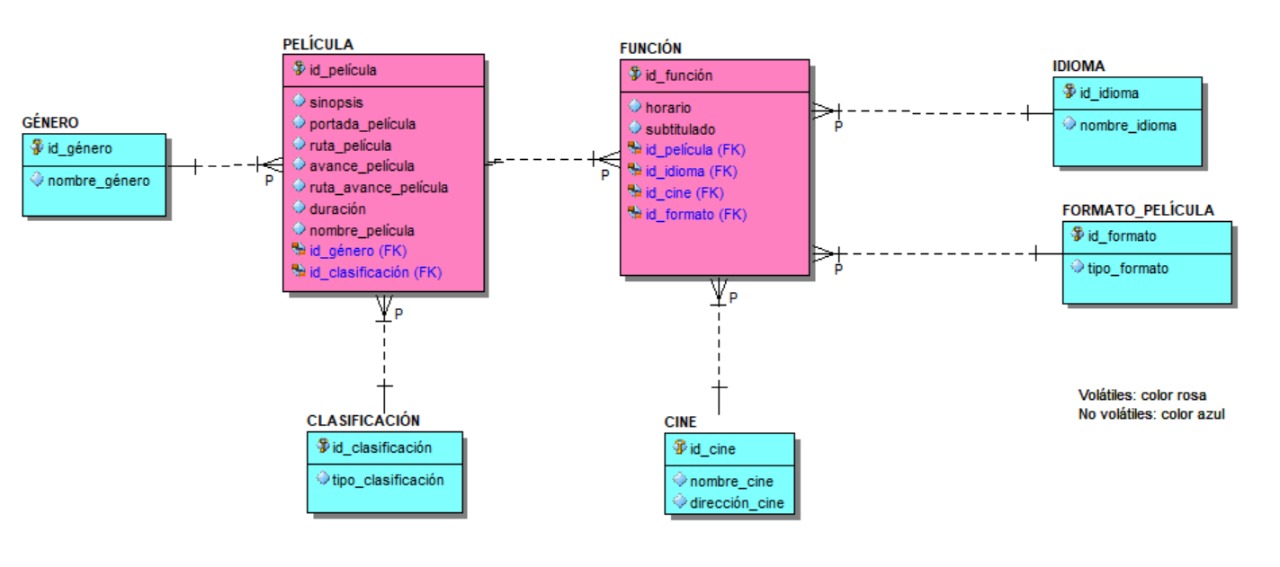 GÉNERO
id_género
nombre_género
PELÍCULA
id_película
sinopsis
portada_película
ruta_película
avance_película
ruta_avance_película
duración
nombre_película
id_género (FK)
id_clasificación (FK)
FUNCIÓN
id_función
horario
subtitulado
id_película (FK)
id_idioma (FK)
id_cine (FK)
id_formato (FK)
IDIOMA
id_idioma
nombre_idioma
FORMATO_PELÍCULA
id_formato
tipo_formato
P
P
P
P
P
P
CLASIFICACIÓN
id_clasificación
tipo_clasificación
CINE
id_cine
nombre_cine
dirección_cine
Volátiles: color rosa
No volátiles: color azul